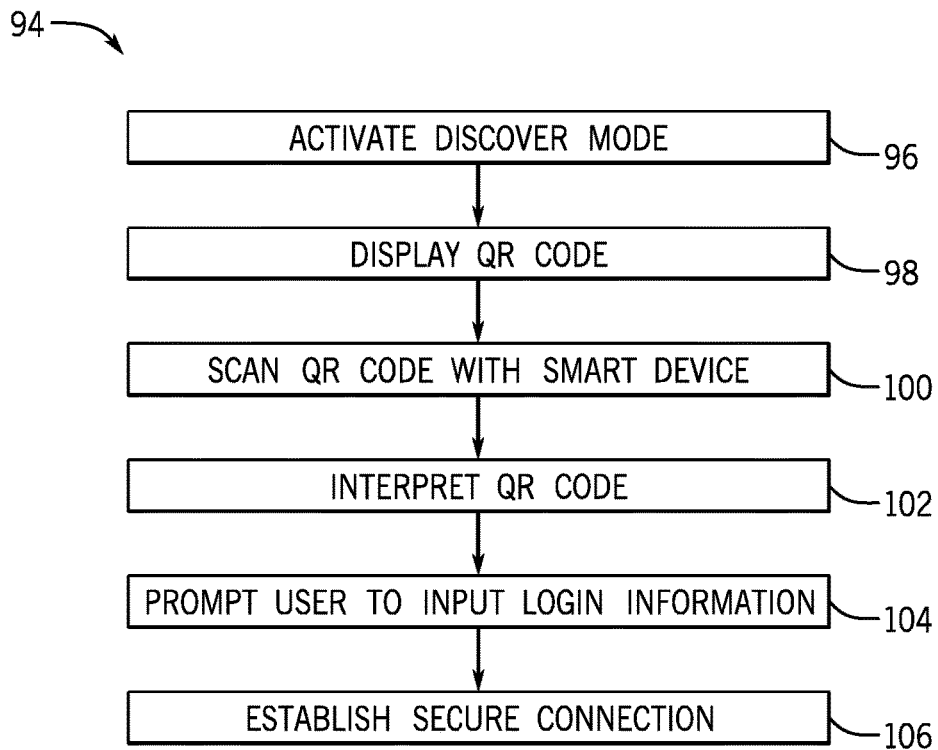 94
ACTIVATE DISCOVER MODE
96
DISPLAY QR CODE
98
SCAN QR CODE WITH SMART DEVICE
100
INTERPRET QR CODE
102
PROMPT USER TO INPUT LOGIN INFORMATION
104
ESTABLISH SECURE CONNECTION
106